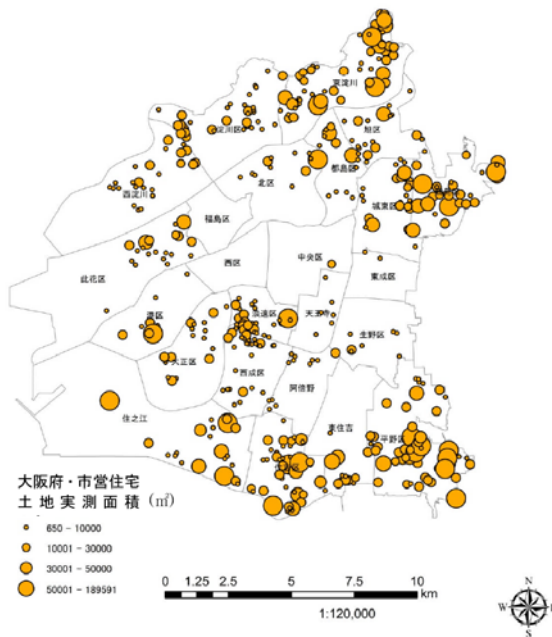 東淀川
淀川区
旭区
都島区
北区
西淀川
城東区
福島区
西区
中央区
東成区
此花区
港区
浪速区
天王寺
生野区
大正区
西成区
阿倍野
住之江
東住吉
平野区
大阪府・市営住宅
土地実測面積 (㎡)
650 - 10000
10001 - 30000
30001 - 50000
50001 - 189591
0 1.25 2.5 5 7.5 10
km
1:120,000
N
W E
S